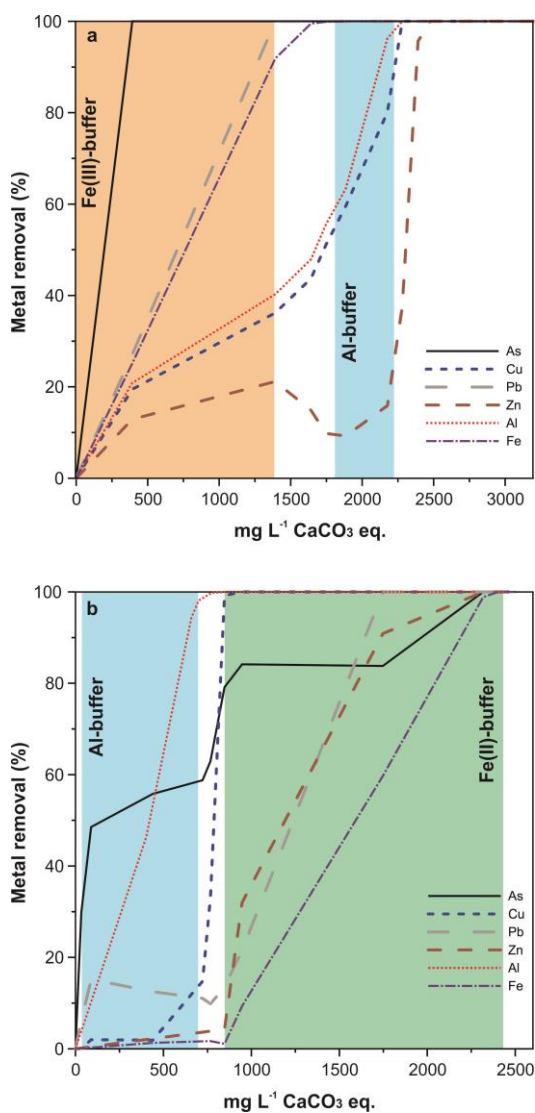 a
Metal removal (%)
100
80
60
40
20
0
Fe(III)-buffer
Al-buffer
As
Cu
Pb
Zn
Al
Fe
0 500 1000 1500 2000 2500 3000
mg L⁻¹ CaCO₃ eq.
b
Metal removal (%)
100
80
60
40
20
0
Al-buffer
Fe(II)-buffer
As
Cu
Pb
Zn
Al
Fe
0 500 1000 1500 2000 2500
mg L⁻¹ CaCO₃ eq.